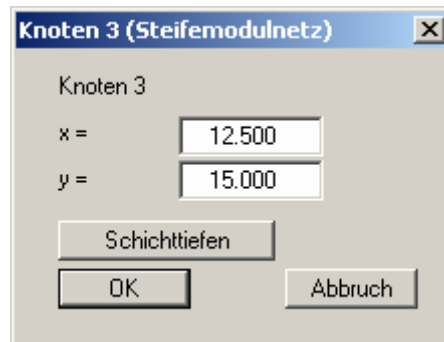 Knoten 3 (Steifemodulnetz)
Knoten 3
x = 12.500
y = 15.000
Schichttiefen
OK Abbruch